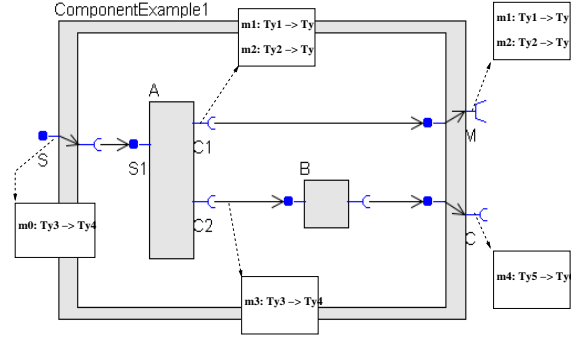 ComponentExample1
m1: Ty1 –> Ty
m2: Ty2 –> Ty
m1: Ty1 –> Ty
m2: Ty2 –> Ty
A
C1
M
S
S1
B
m0: Ty3 –> Ty4
C2
C
m4: Ty5 –> Ty
m3: Ty3 –> Ty4